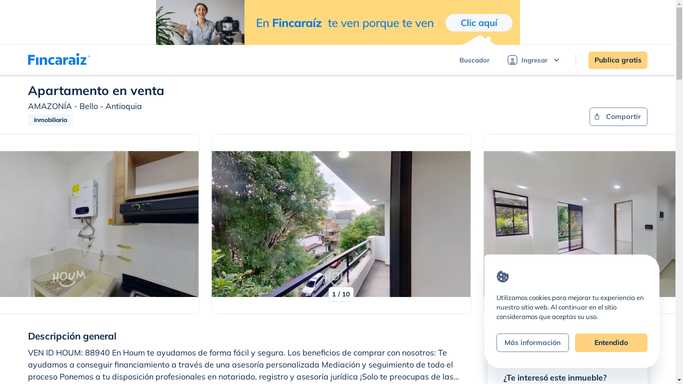 En Fincaraíz te ven porque te ven
Clic aquí
Fincaraiz
Buscador
Ingresar
Publica gratis
Apartamento en venta
AMAZONÍA - Bello - Antioquia
Inmobiliaria
Compartir
HOUM
1 / 10
Utilizamos cookies para mejorar tu experiencia en
nuestro sitio web. Al continuar en el sitio
consideramos que aceptas su uso.
Más información
Entendido
Descripción general
VEN ID HOUM: 88940 En Houm te ayudamos de forma fácil y segura. Los beneficios de comprar con nosotros: Te
ayudamos a conseguir financiamiento a través de una asesoría personalizada Mediación y seguimiento de todo el
proceso Ponemos a tu disposición profesionales en notariado, registro y asesoría jurídica ¡Solo te preocupas de las...
¿Te interesó este inmueble?